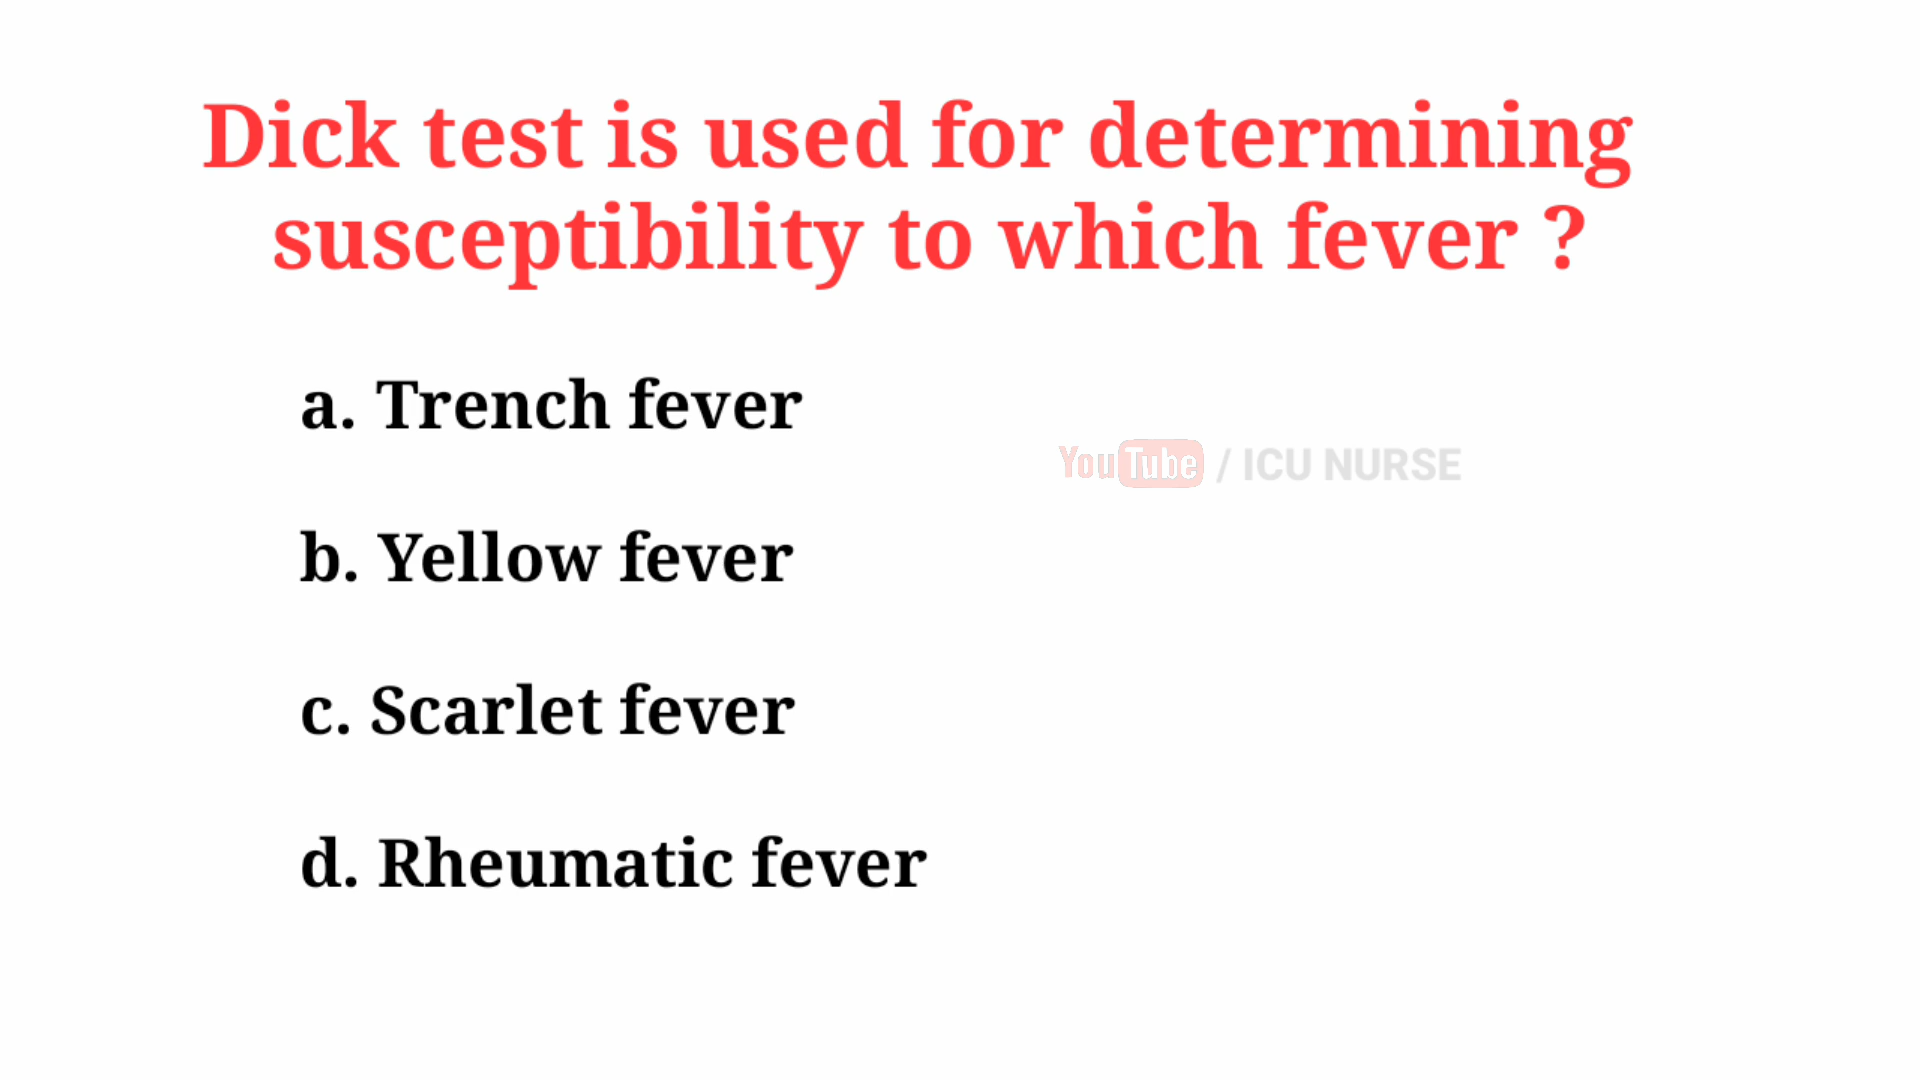 Dick test is used for determining
susceptibility to which fever ?
a. Trench fever
YouTube / ICU NURSE
b. Yellow fever
c. Scarlet fever
d. Rheumatic fever